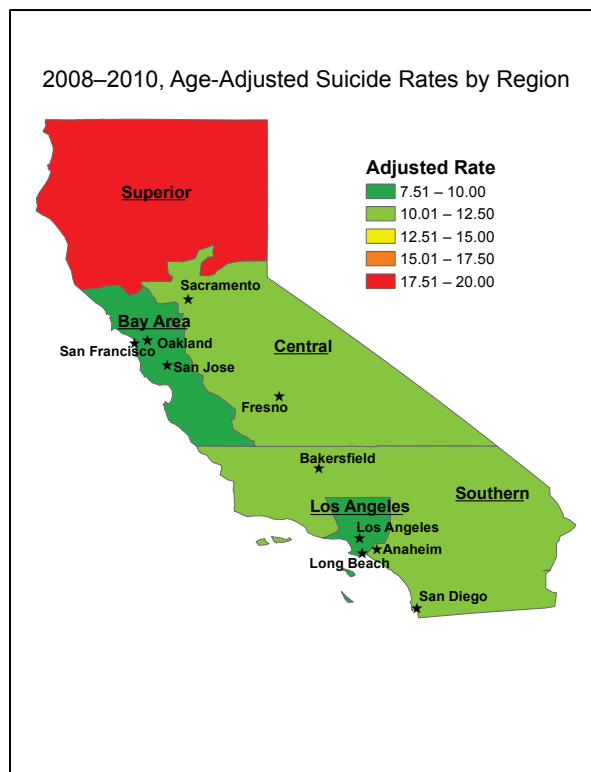 2008–2010, Age-Adjusted Suicide Rates by Region
Adjusted Rate
7.51 – 10.00
10.01 – 12.50
12.51 – 15.00
15.01 – 17.50
17.51 – 20.00
Superior
Sacramento
Bay Area
Oakland
San Francisco
San Jose
Central
Fresno
Bakersfield
Southern
Los Angeles
Los Angeles
Anaheim
Long Beach
San Diego